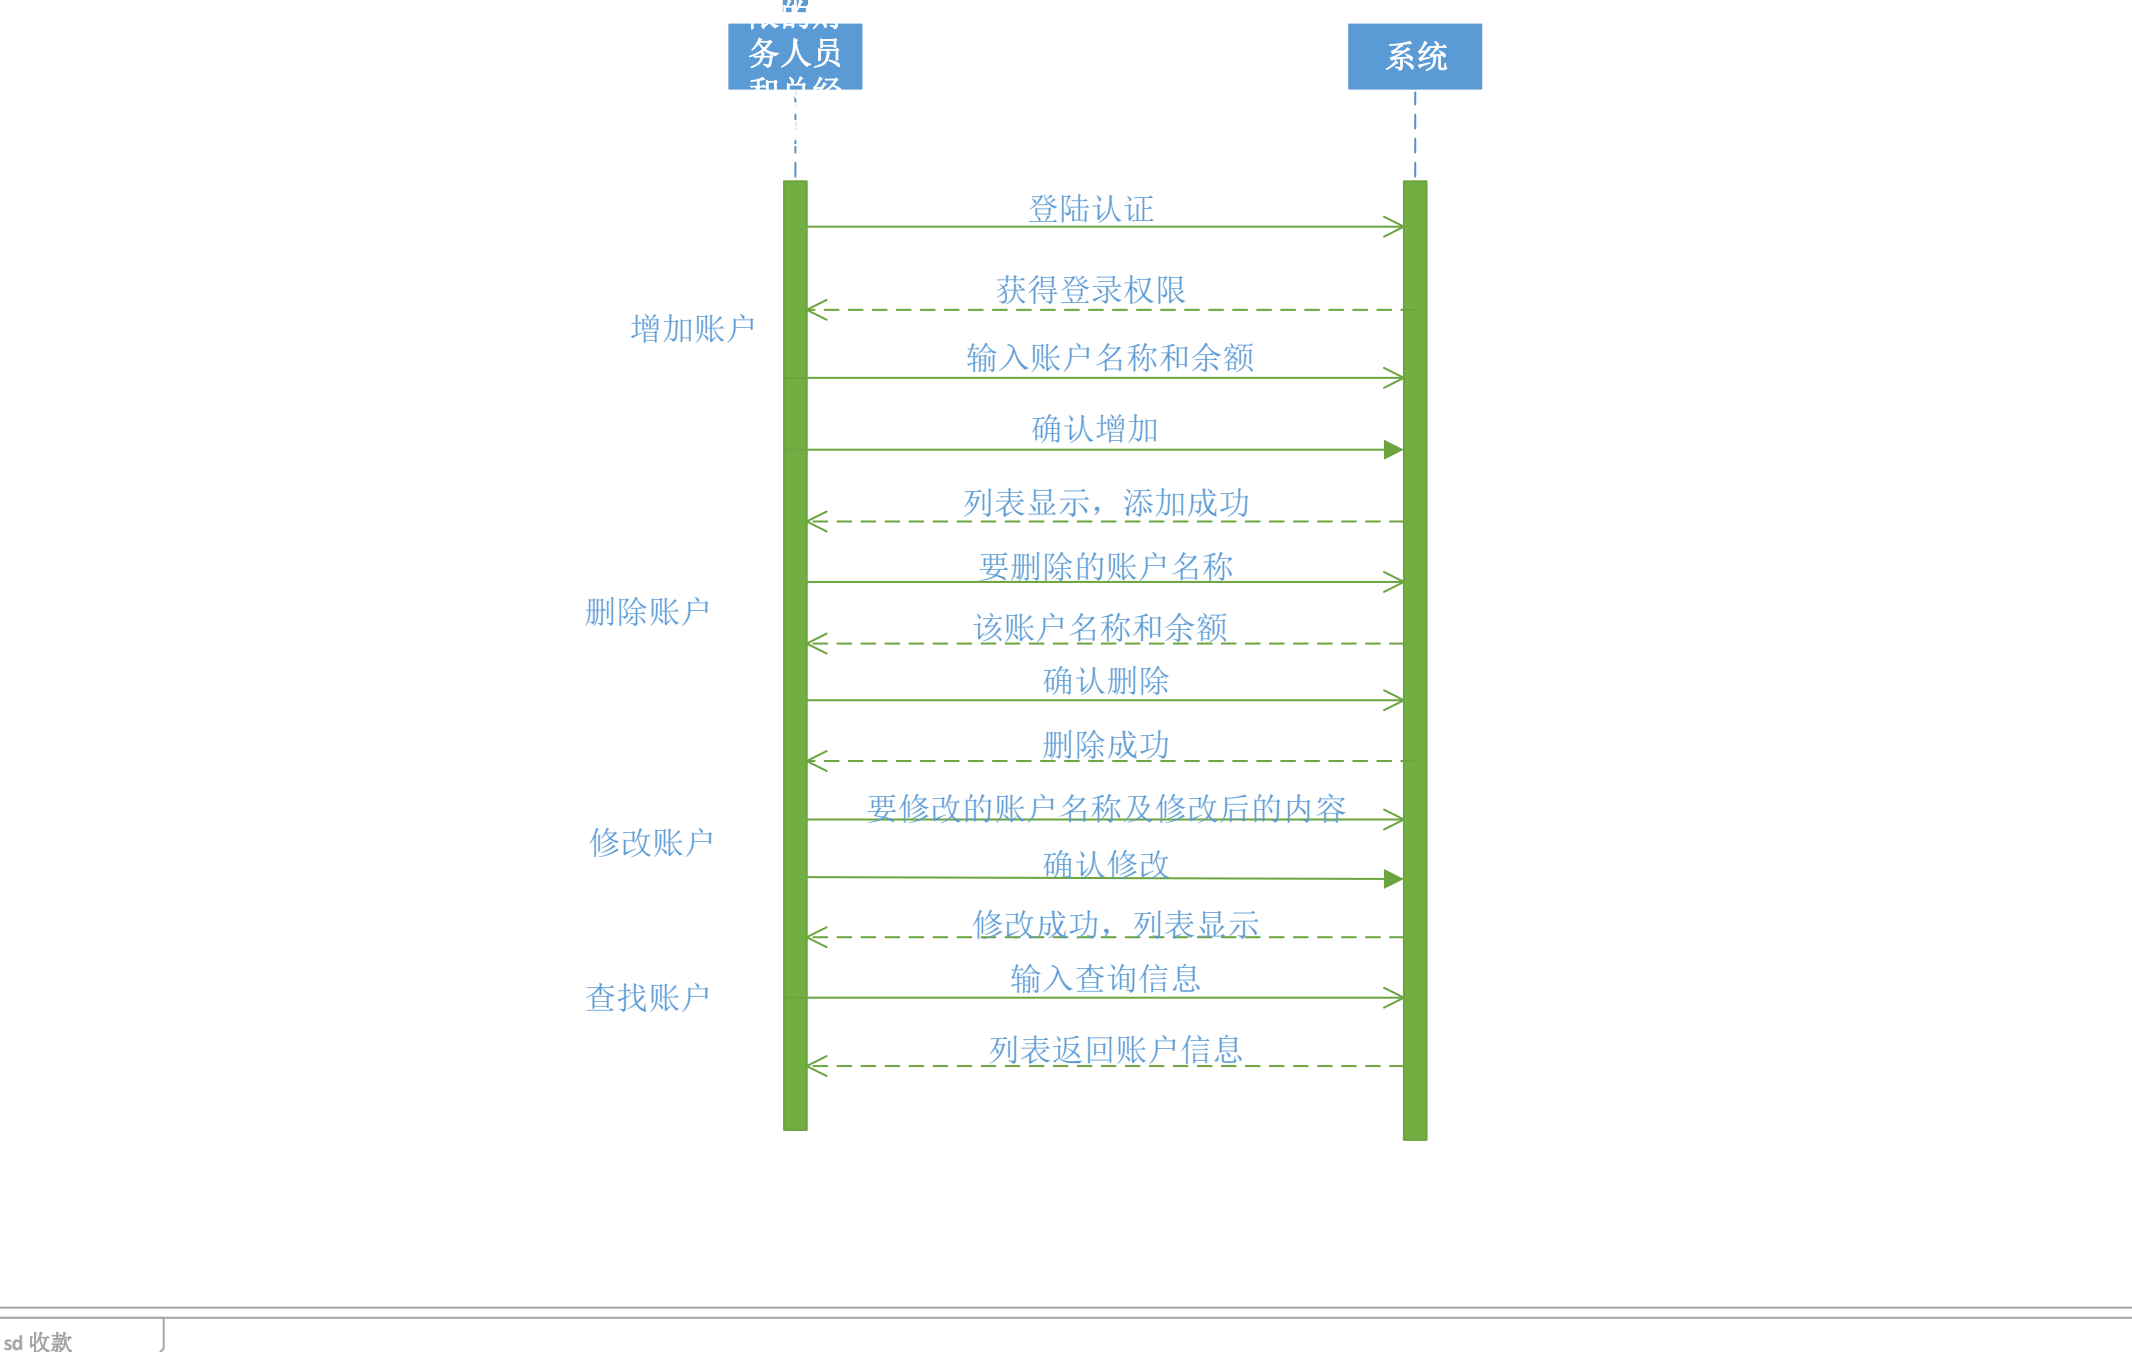 务人员
和总经
系统
登陆认证
获得登录权限
增加账户
输入账户名称和余额
确认增加
列表显示，添加成功
要删除的账户名称
删除账户
该账户名称和余额
确认删除
删除成功
要修改的账户名称及修改后的内容
修改账户
确认修改
修改成功，列表显示
输入查询信息
查找账户
列表返回账户信息
sd 收款